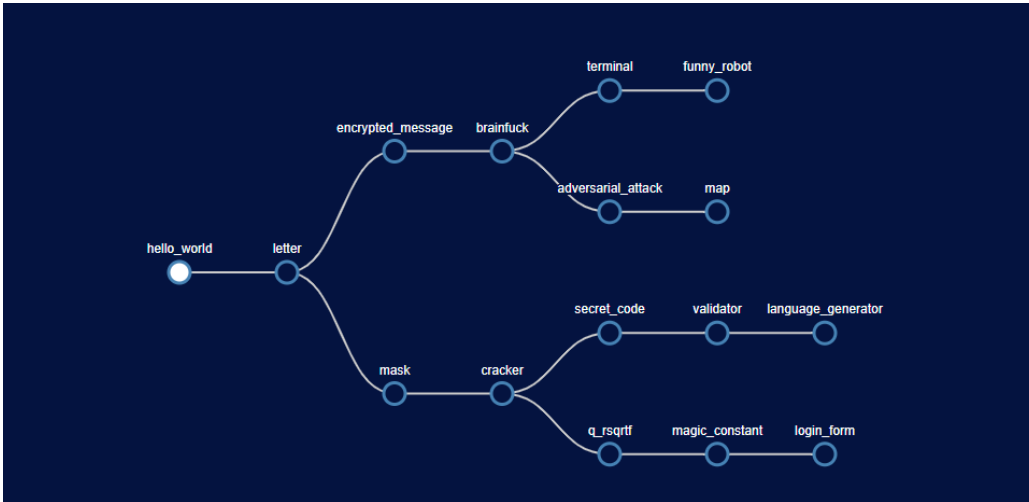 terminal
funny_robot
encrypted_message
brainfuck
adversarial_attack
map
hello_world
letter
secret_code
validator
language_generator
mask
cracker
q_rsqrtf
magic_constant
login_form